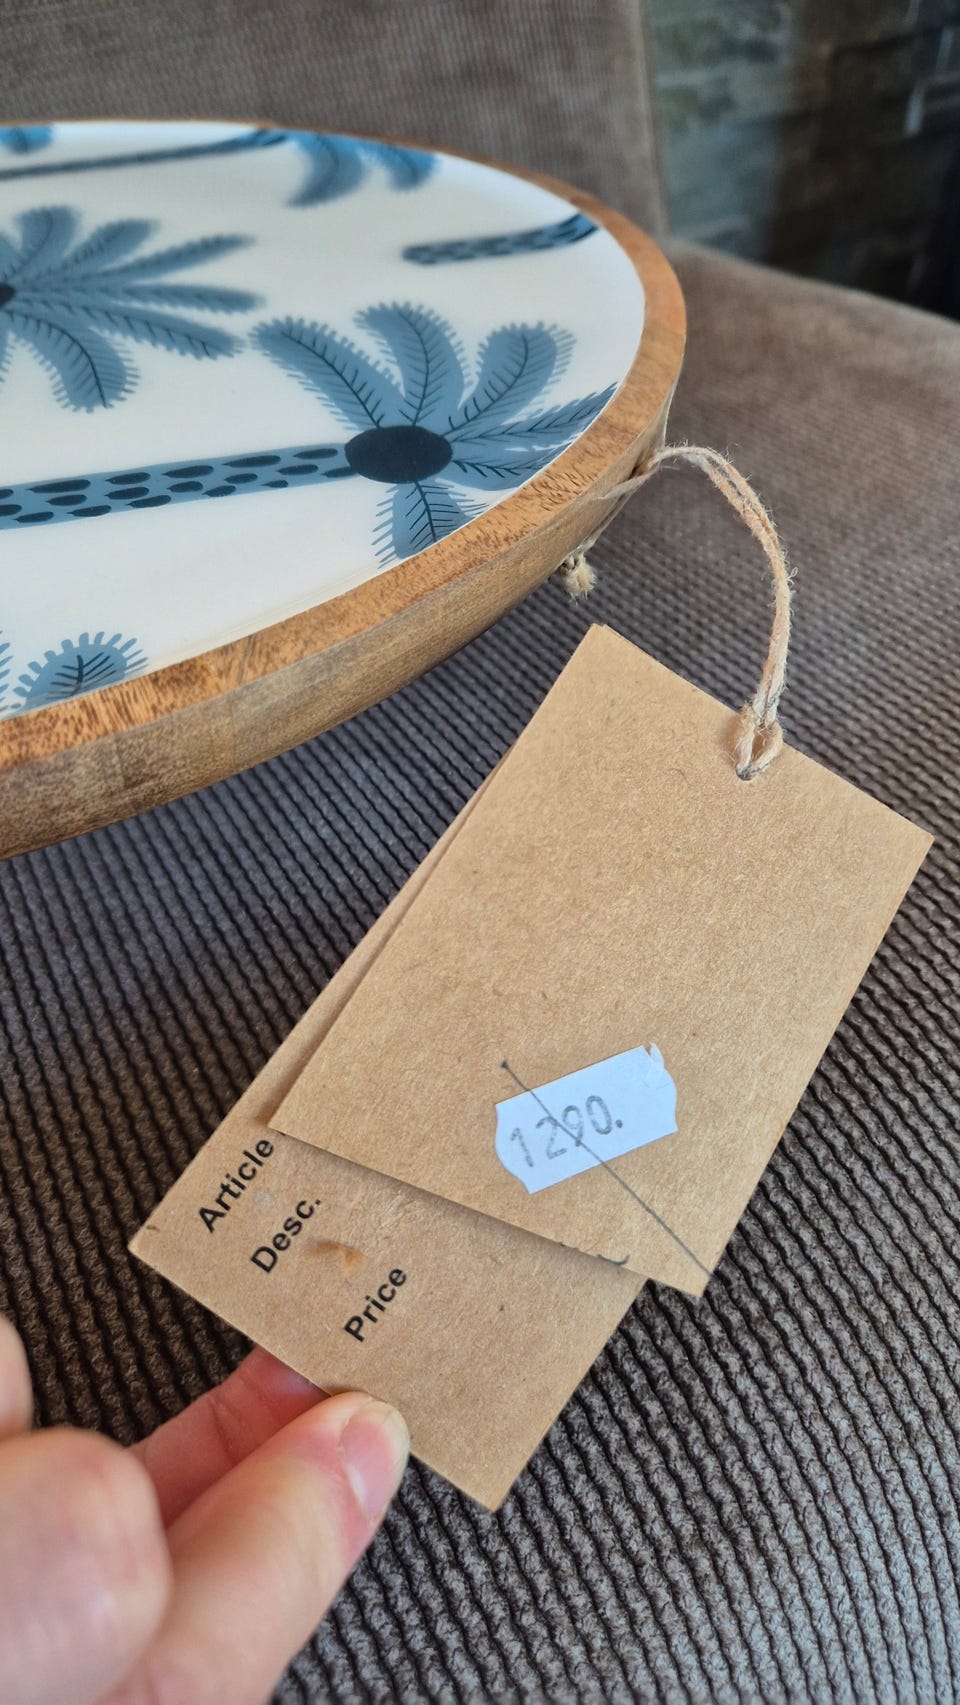 1290.
Article
Desc.
Price